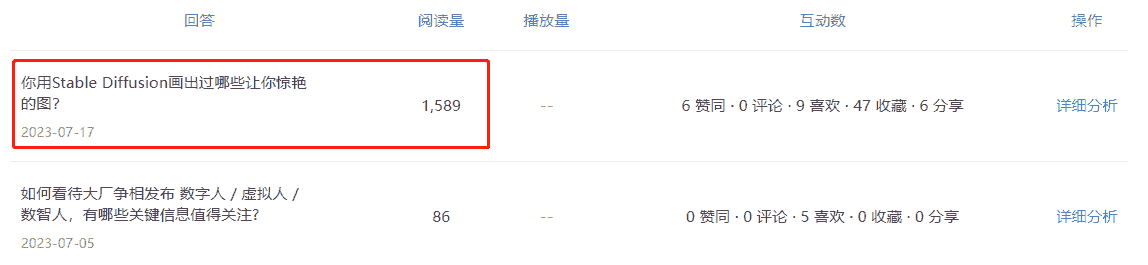 回答 阅读量 播放量 互动数 操作
你用Stable Diffusion画出过哪些让你惊艳
的图?
1,589 -- 6 赞同 · 0 评论 · 9 喜欢 · 47 收藏 · 6 分享 详细分析
2023-07-17
如何看待大厂争相发布 数字人 / 虚拟人 /
数智人，有哪些关键信息值得关注?
86 -- 0 赞同 · 0 评论 · 5 喜欢 · 0 收藏 · 0 分享 详细分析
2023-07-05